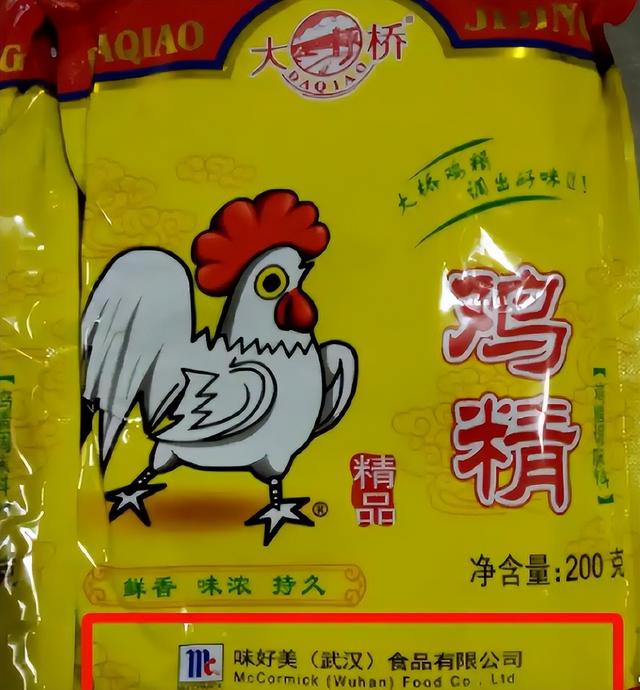 AQIAO
大桥
DAQIAO
大桥鸡精
调出好味
鸡
精
精品
®
净含量:200克
鲜香 味浓 持久
mc
味好美（武汉）食品有限公司
McCormick (Wuhan) Food Co., Ltd